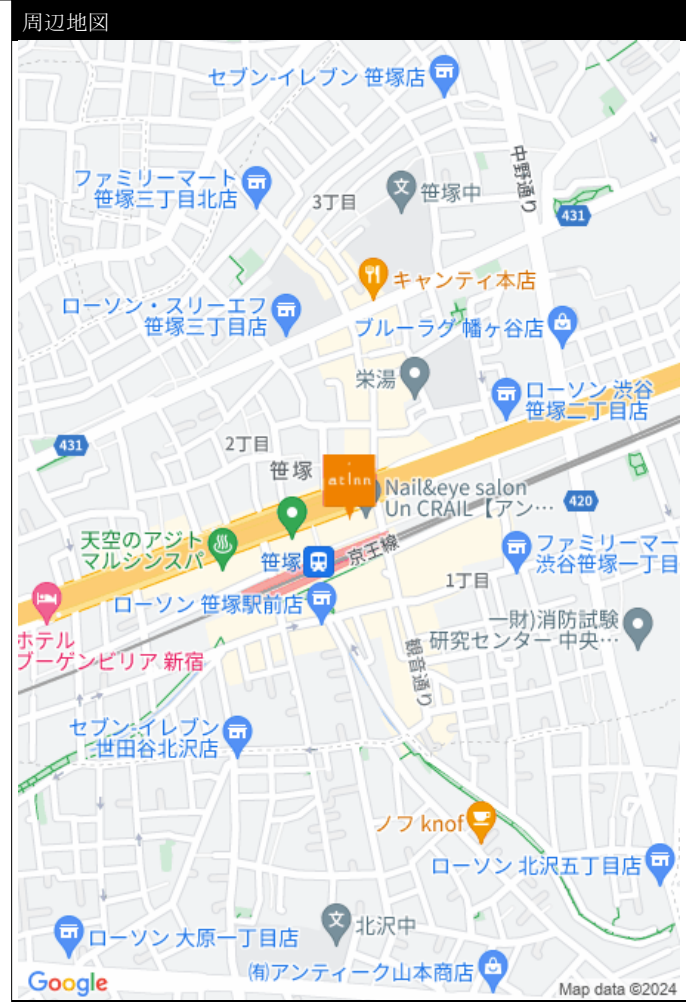 周辺地図
セブン-イレブン 笹塚店
中野通り
ファミリーマート
笹塚三丁目北店
3丁目
笹塚中
431
キャンティ本店
ローソン・スリーエフ
笹塚三丁目店
ブルーラグ 幡ヶ谷店
栄湯
ローソン 渋谷
笹塚二丁目店
431
2丁目
笹塚
at inn
Nail&eye salon
Un CRAIL【アン…
420
天空のアジト
マルシンスパ
笹塚
京王線
ファミリーマー
渋谷笹塚一丁目
1丁目
ローソン 笹塚駅前店
一財)消防試験
研究センター 中央…
ホテル
ブーゲンビリア 新宿
観音通り
セブン-イレブン
世田谷北沢店
ノフ knof
ローソン 北沢五丁目店
北沢中
ローソン 大原一丁目店
㈲アンティーク山本商店
Google
Map data ©2024